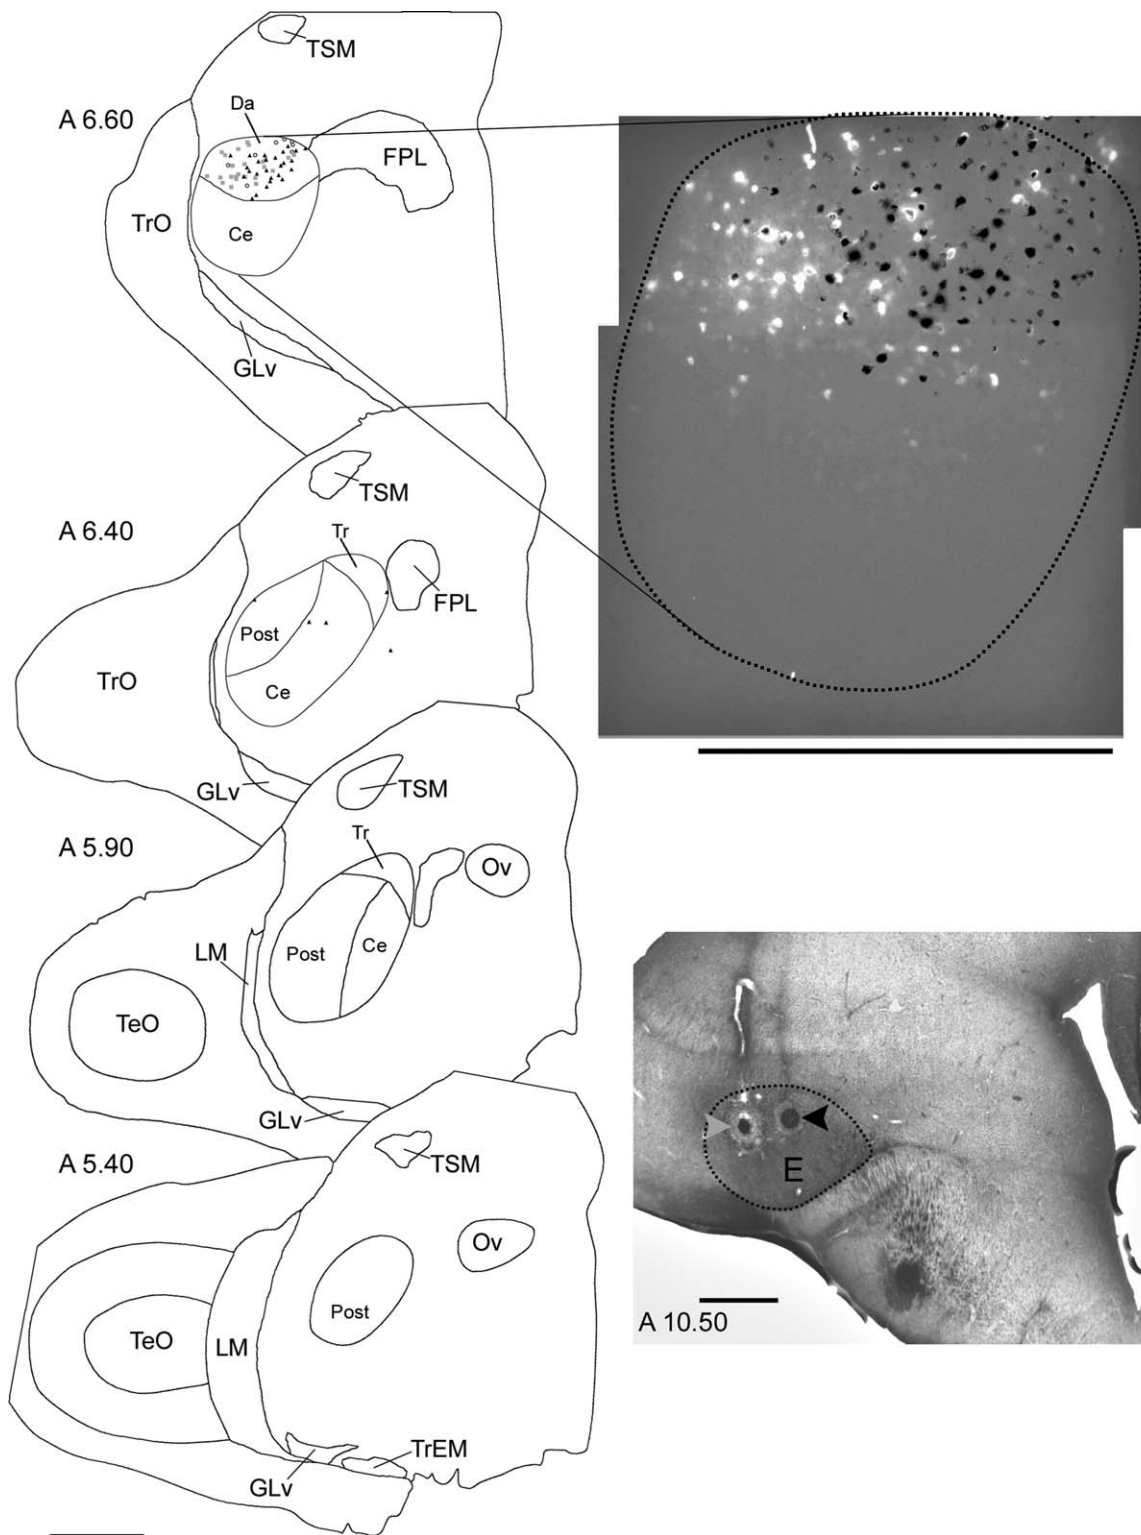 TSM
Da
A 6.60
FPL
TrO
Ce
GLv
TSM
A 6.40
Tr
FPL
Post
TrO
Ce
GLv
TSM
A 5.90
Tr
Ov
LM
Post
Ce
TeO
GLv
A 5.40
TSM
Ov
Post
TeO
LM
TrEM
GLv
E
A 10.50